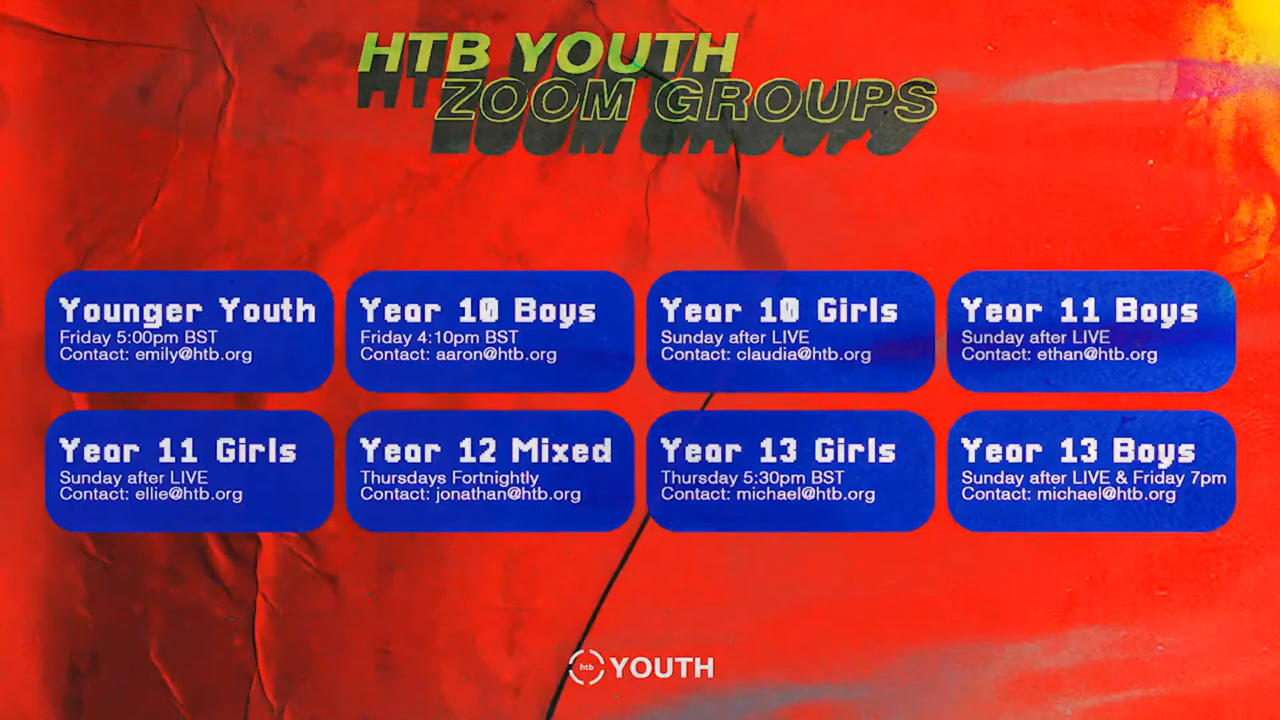 HTB YOUTH
ZOOM GROUPS
Younger Youth
Friday 5:00pm BST
Contact: emily@htb.org
Year 10 Boys
Friday 4:10pm BST
Contact: aaron@htb.org
Year 10 Girls
Sunday after LIVE
Contact: claudia@htb.org
Year 11 Boys
Sunday after LIVE
Contact: ethan@htb.org
Year 11 Girls
Sunday after LIVE
Contact: ellie@htb.org
Year 12 Mixed
Thursdays Fortnightly
Contact: jonathan@htb.org
Year 13 Girls
Thursday 5:30pm BST
Contact: michael@htb.org
Year 13 Boys
Sunday after LIVE & Friday 7pm
Contact: michael@htb.org
htb YOUTH